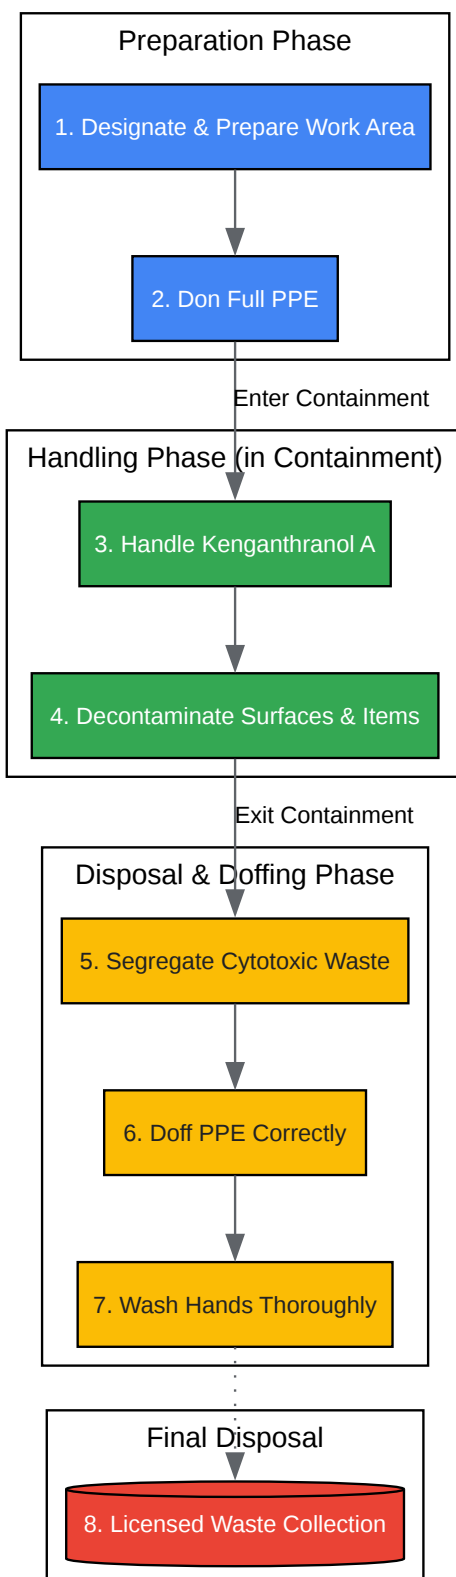 Preparation Phase
1. Designate & Prepare Work Area
2. Don Full PPE
Enter Containment
Handling Phase (in Containment)
3. Handle Kenganthranol A
4. Decontaminate Surfaces & Items
Exit Containment
Disposal & Doffing Phase
5. Segregate Cytotoxic Waste
6. Doff PPE Correctly
7. Wash Hands Thoroughly
Final Disposal
8. Licensed Waste Collection